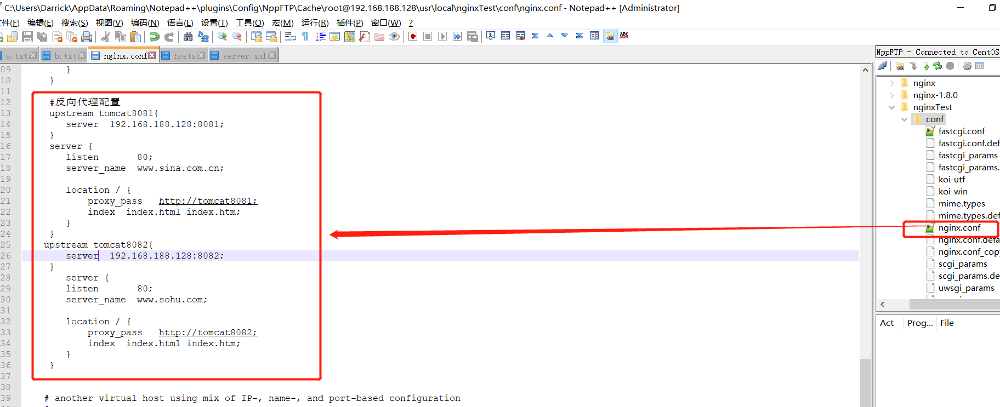 C:\Users\Darrick\AppData\Roaming\Notepad++\plugins\Config\NppFTP\Cache\root@192.168.188.128\usr\local\nginxTest\conf\nginx.conf - Notepad++ [Administrator]
件(F) 编辑(E) 搜索(S) 视图(V) 编码(N) 语言(L) 设置(T) 工具(O) 宏(M) 运行(R) 插件(P) 窗口(W) ?
a.txt b.txt nginx.conf hosts server.xml
09 }
10 }
11
12 #反向代理配置
13 upstream tomcat8081{
14 server 192.168.188.128:8081;
15 }
16 server {
17 listen 80;
18 server_name www.sina.com.cn;
19
20 location / {
21 proxy_pass http://tomcat8081;
22 index index.html index.htm;
23 }
24 }
25 upstream tomcat8082{
26 server 192.168.188.128:8082;
27 }
28 server {
29 listen 80;
30 server_name www.sohu.com;
31
32 location / {
33 proxy_pass http://tomcat8082;
34 index index.html index.htm;
35 }
36 }
37
38
39 # another virtual host using mix of IP-, name-, and port-based configuration
NppFTP - Connected to CentOS
nginx
nginx-1.8.0
nginxTest
conf
fastcgi.conf
fastcgi.conf.def
fastcgi_params
fastcgi_params.
koi-utf
koi-win
mime.types
mime.types.def
nginx.conf
nginx.conf.defa
nginx.conf_cop
scgi_params
scgi_params.de
uwsgi_params
Act Prog... File